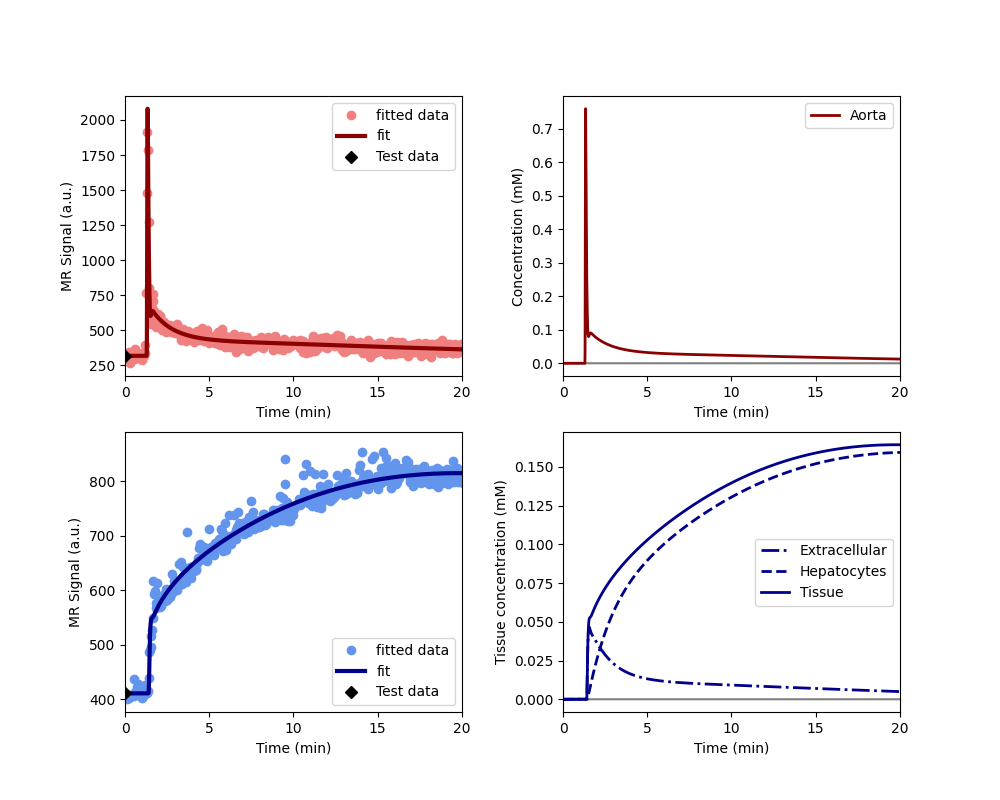 2000
1750
1500
1250
1000
750
500
250
MR Signal (a.u.)
fitted data
fit
Test data
0
5
10
15
20
Time (min)
0.7
0.6
0.5
0.4
0.3
0.2
0.1
0.0
Concentration (mM)
Aorta
0
5
10
15
20
Time (min)
800
700
600
500
400
MR Signal (a.u.)
fitted data
fit
Test data
0
5
10
15
20
Time (min)
0.150
0.125
0.100
0.075
0.050
0.025
0.000
Tissue concentration (mM)
Extracellular
Hepatocytes
Tissue
0
5
10
15
20
Time (min)